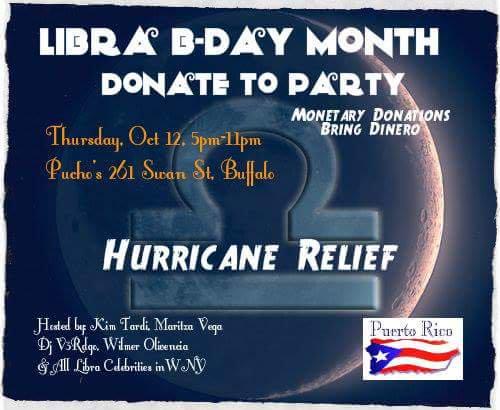 LIBRA B-DAY MONTH
DONATE TO PARTY
MONETARY DONATIONS
BRING DINERO
Thursday, Oct 12, 5pm-11pm
Pucho's 261 Swan St, Buffalo
HURRICANE RELIEF
Hosted by: Kim Tardi, Maritza Vega
Dj V3Rdgo, Wilmer Olivencia
& All Libra Celebrities in WNY
Puerto Rico